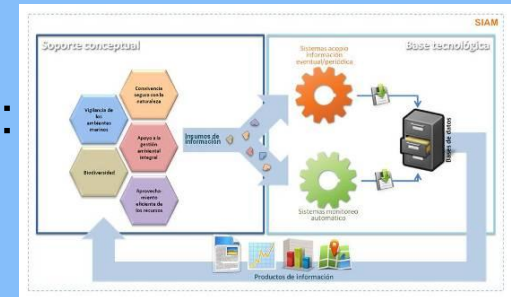 SIAM
Soporte conceptual
Base tecnológica
Sistemas acopio
información
eventual/periódica
Convivencia
segura con la
naturaleza
Vigilancia de
los
ambientes
marinos
Apoyo a la
gestión
ambiental
integral
Biodiversidad
Aprovecha-
miento
eficiente de
los recursos
Insumos de
información
Bases de datos
Sistemas monitoreo
automático
Productos de información